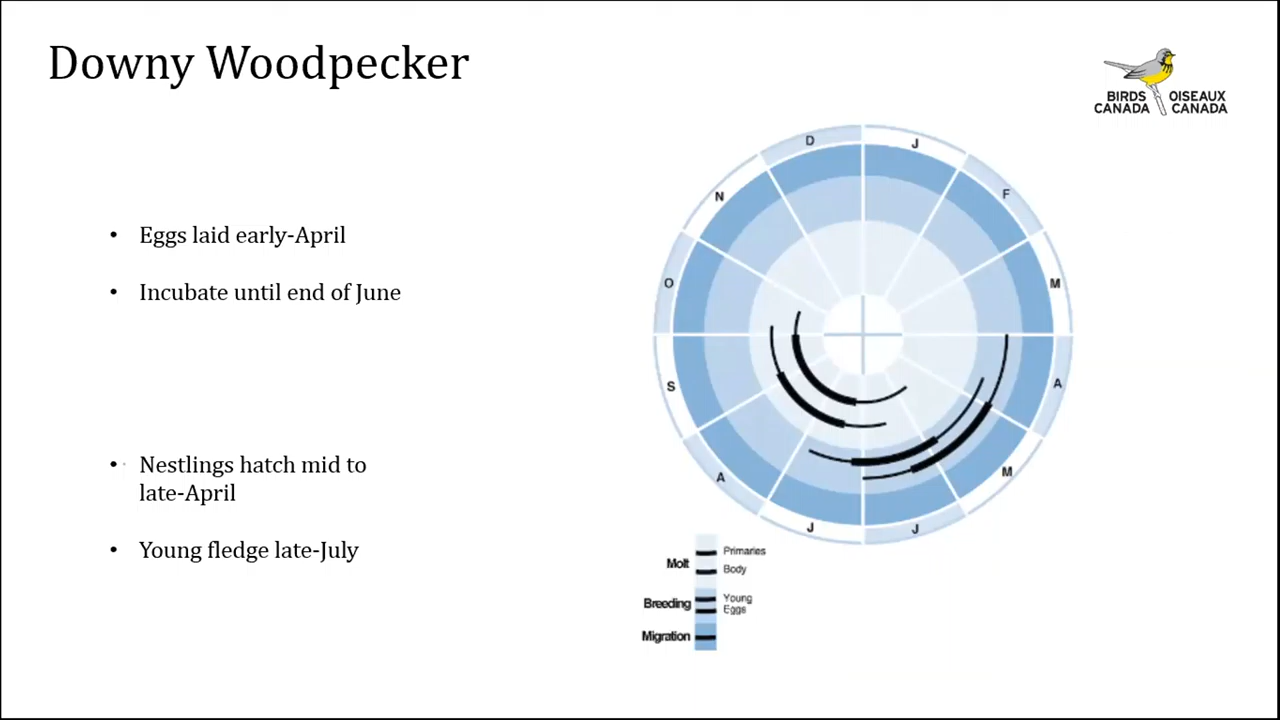 Downy Woodpecker
BIRDS OISEAUX
CANADA CANADA
• Eggs laid early-April
• Incubate until end of June
• Nestlings hatch mid to
late-April
• Young fledge late-July
D
J
N
F
O
M
S
A
A
M
J
J
Molt
Primaries
Body
Breeding
Young
Eggs
Migration